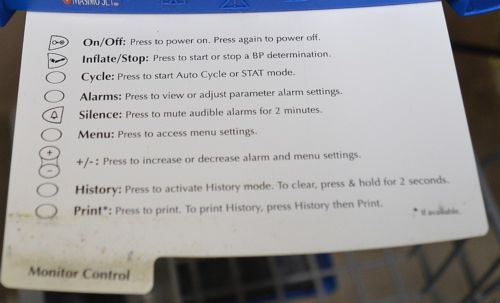 MASIMO SET
On/Off: Press to power on. Press again to power off.
Inflate/Stop: Press to start or stop a BP determination.
Cycle: Press to start Auto Cycle or STAT mode.
Alarms: Press to view or adjust parameter alarm settings.
Silence: Press to mute audible alarms for 2 minutes.
Menu: Press to access menu settings.
+/-: Press to increase or decrease alarm and menu settings.
History: Press to activate History mode. To clear, press & hold for 2 seconds.
Print*: Press to print. To print History, press History then Print.
* If available.
Monitor Control